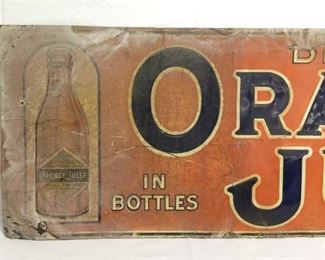 D
ORA
JU
IN
BOTTLES
ORANGE JULEP